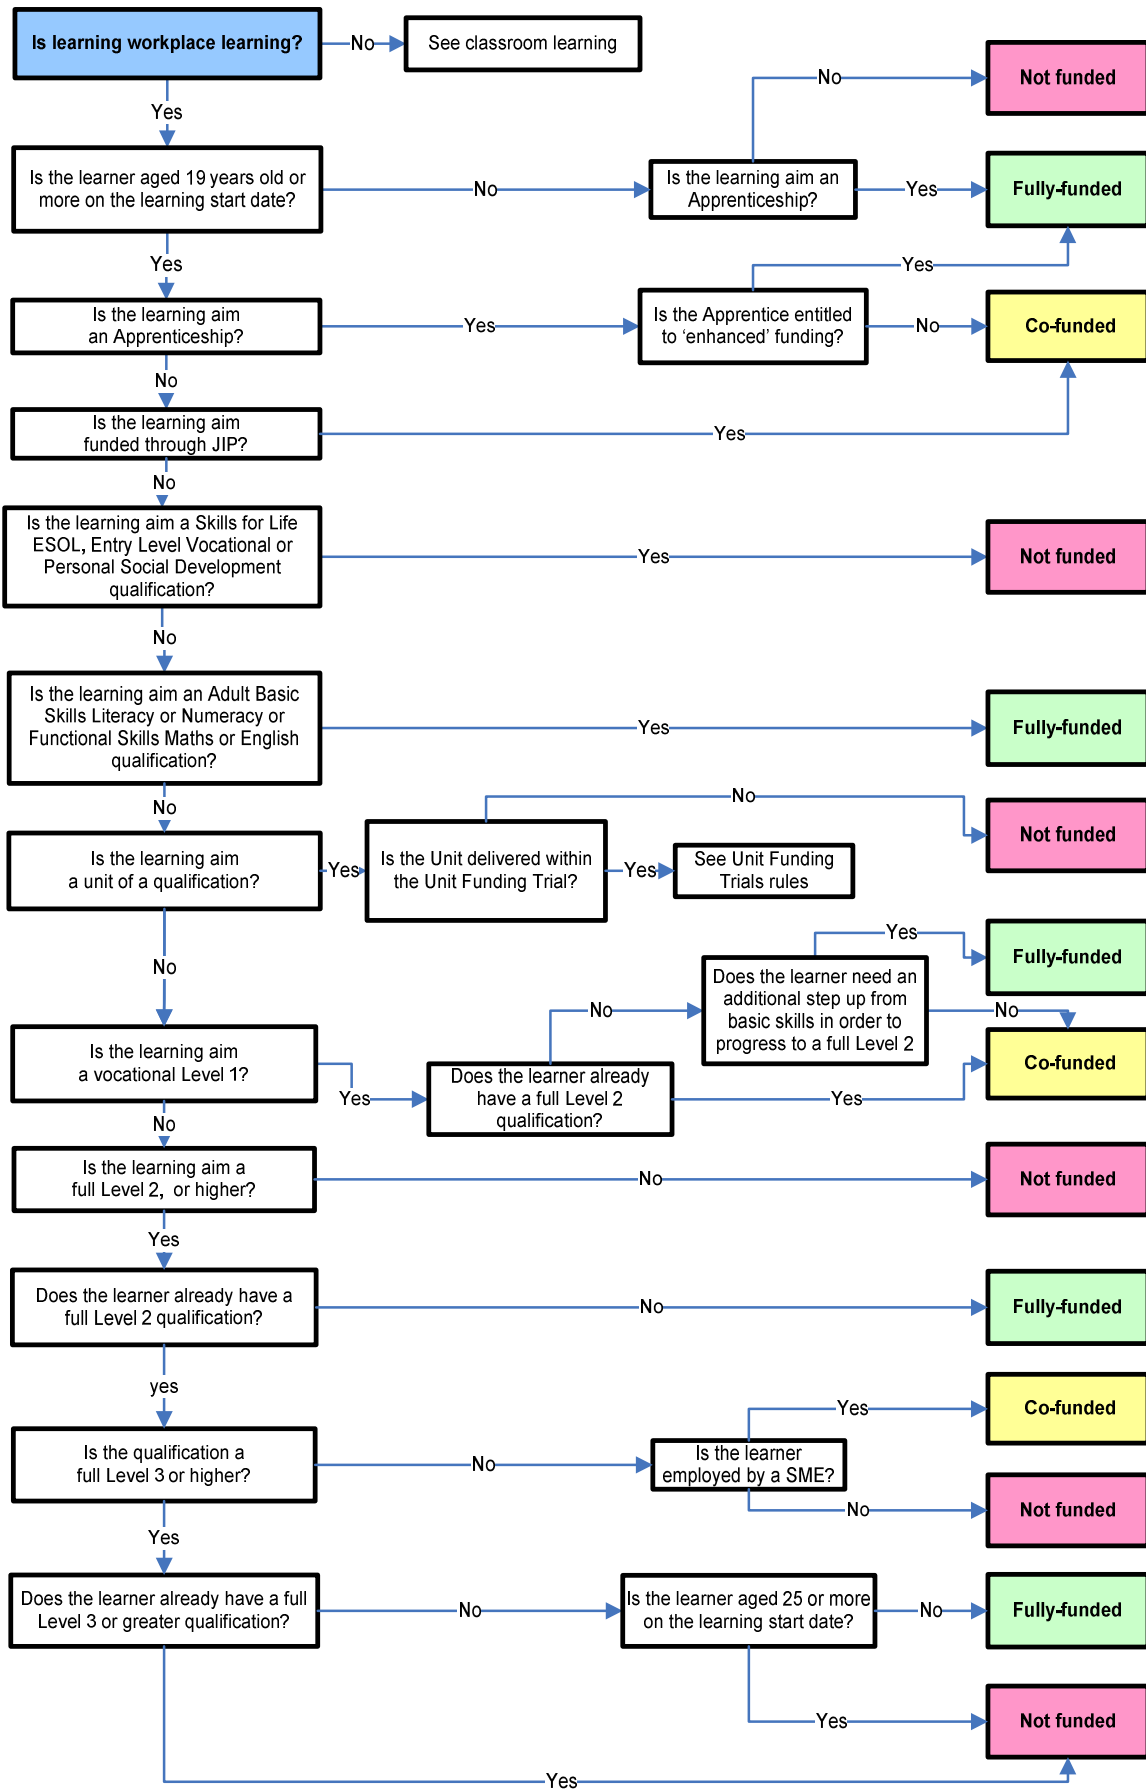 Is learning workplace learning?
No
See classroom learning
Not funded
No
Yes
Is the learner aged 19 years old or
more on the learning start date?
No
Is the learning aim an
Apprenticeship?
Yes
Fully-funded
Yes
Yes
Is the learning aim
an Apprenticeship?
Yes
Is the Apprentice entitled
to ‘enhanced’ funding?
No
Co-funded
No
Is the learning aim
funded through JIP?
Yes
No
Is the learning aim a Skills for Life
ESOL, Entry Level Vocational or
Personal Social Development
qualification?
Yes
Not funded
No
Is the learning aim an Adult Basic
Skills Literacy or Numeracy or
Functional Skills Maths or English
qualification?
Yes
Fully-funded
No
No
Not funded
Is the learning aim
a unit of a qualification?
Yes
Is the Unit delivered within
the Unit Funding Trial?
Yes
See Unit Funding
Trials rules
Yes
Fully-funded
No
Does the learner need an
additional step up from
basic skills in order to
progress to a full Level 2
No
No
Co-funded
Is the learning aim
a vocational Level 1?
Yes
Does the learner already
have a full Level 2
qualification?
Yes
No
Is the learning aim a
full Level 2, or higher?
No
Not funded
Yes
Does the learner already have a
full Level 2 qualification?
No
Fully-funded
yes
Yes
Co-funded
Is the qualification a
full Level 3 or higher?
No
Is the learner
employed by a SME?
No
Not funded
Yes
Does the learner already have a full
Level 3 or greater qualification?
No
Is the learner aged 25 or more
on the learning start date?
No
Fully-funded
Yes
Not funded
Yes